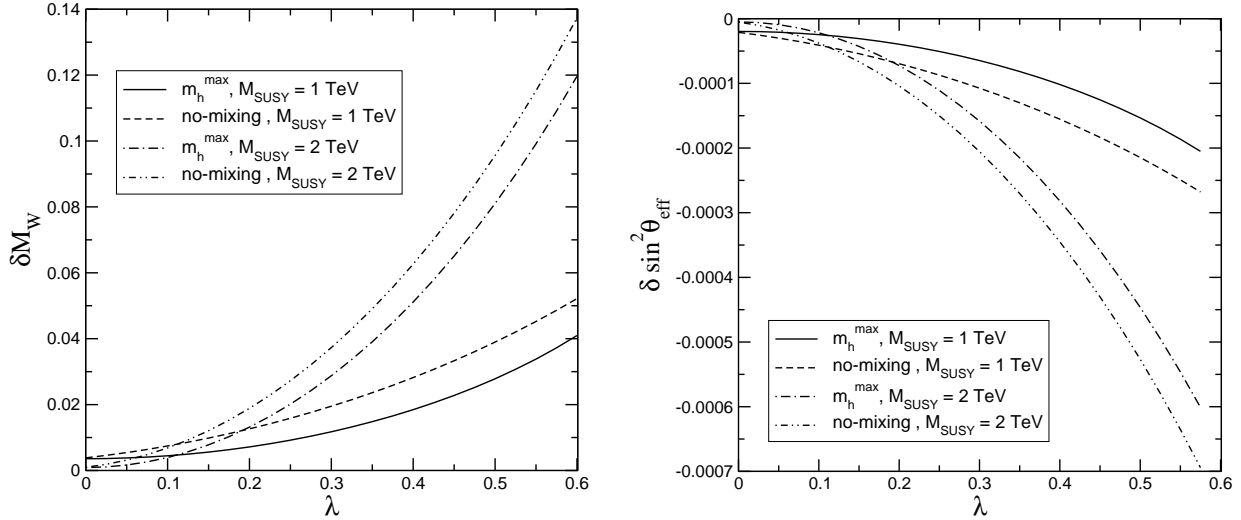 0.14
0.12
0.1
0.08
0.06
0.04
0.02
0
δM_W
m_h^max, M_SUSY = 1 TeV
no-mixing , M_SUSY = 1 TeV
m_h^max, M_SUSY = 2 TeV
no-mixing , M_SUSY = 2 TeV
0 0.1 0.2 0.3 0.4 0.5 0.6
λ
0
-0.0001
-0.0002
-0.0003
-0.0004
-0.0005
-0.0006
-0.0007
δ sin²θ_eff
m_h^max, M_SUSY = 1 TeV
no-mixing , M_SUSY = 1 TeV
m_h^max, M_SUSY = 2 TeV
no-mixing , M_SUSY = 2 TeV
0 0.1 0.2 0.3 0.4 0.5 0.6
λ